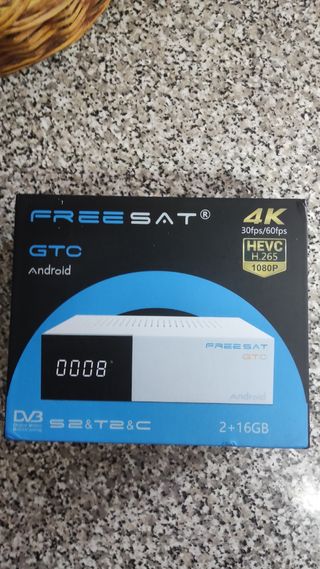 FREESAT®
4K
30fps/60fps
GTC
HEVC
H.265
1080P
Android
FREESAT
GTC
0008
Android
DVB
S2&T2&C
2+16GB